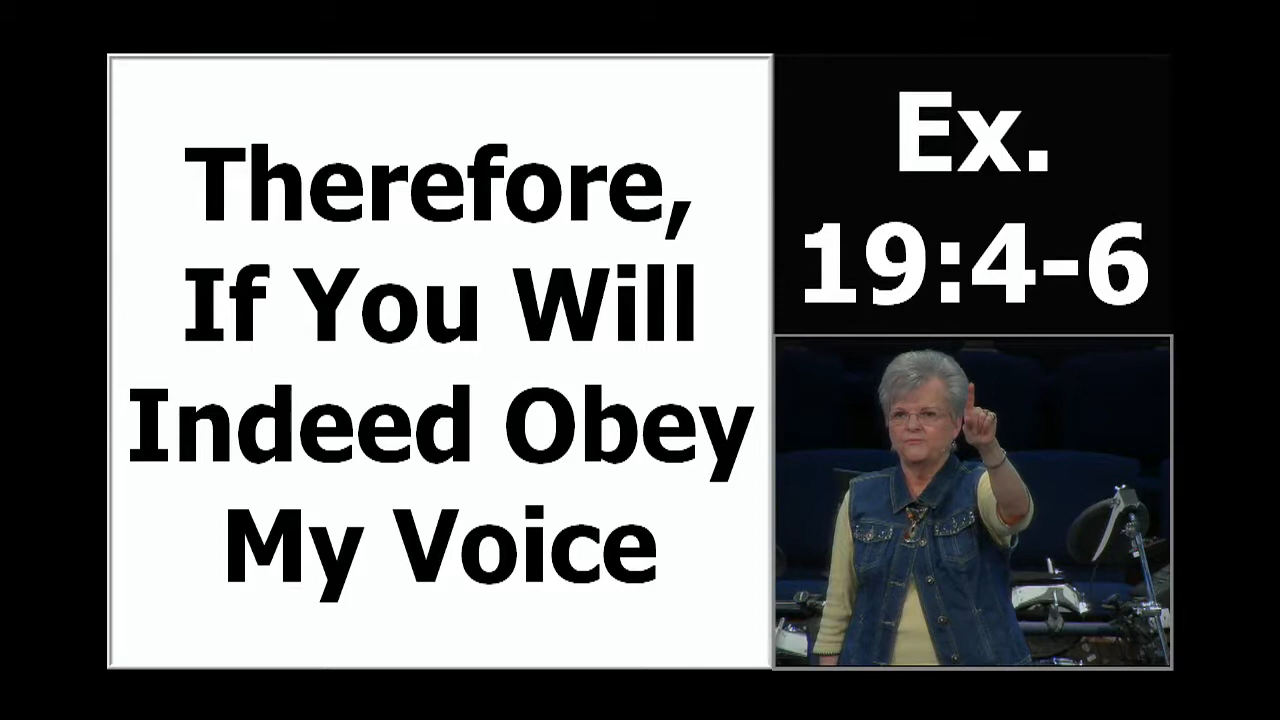 Therefore,
If You Will
Indeed Obey
My Voice
Ex.
19:4-6